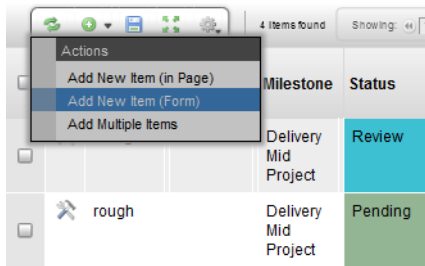 4 Items found
Showing:
Actions
Add New Item (in Page)
Add New Item (Form)
Add Multiple Items
Milestone
Status
Delivery
Mid
Project
Review
rough
Delivery
Mid
Project
Pending